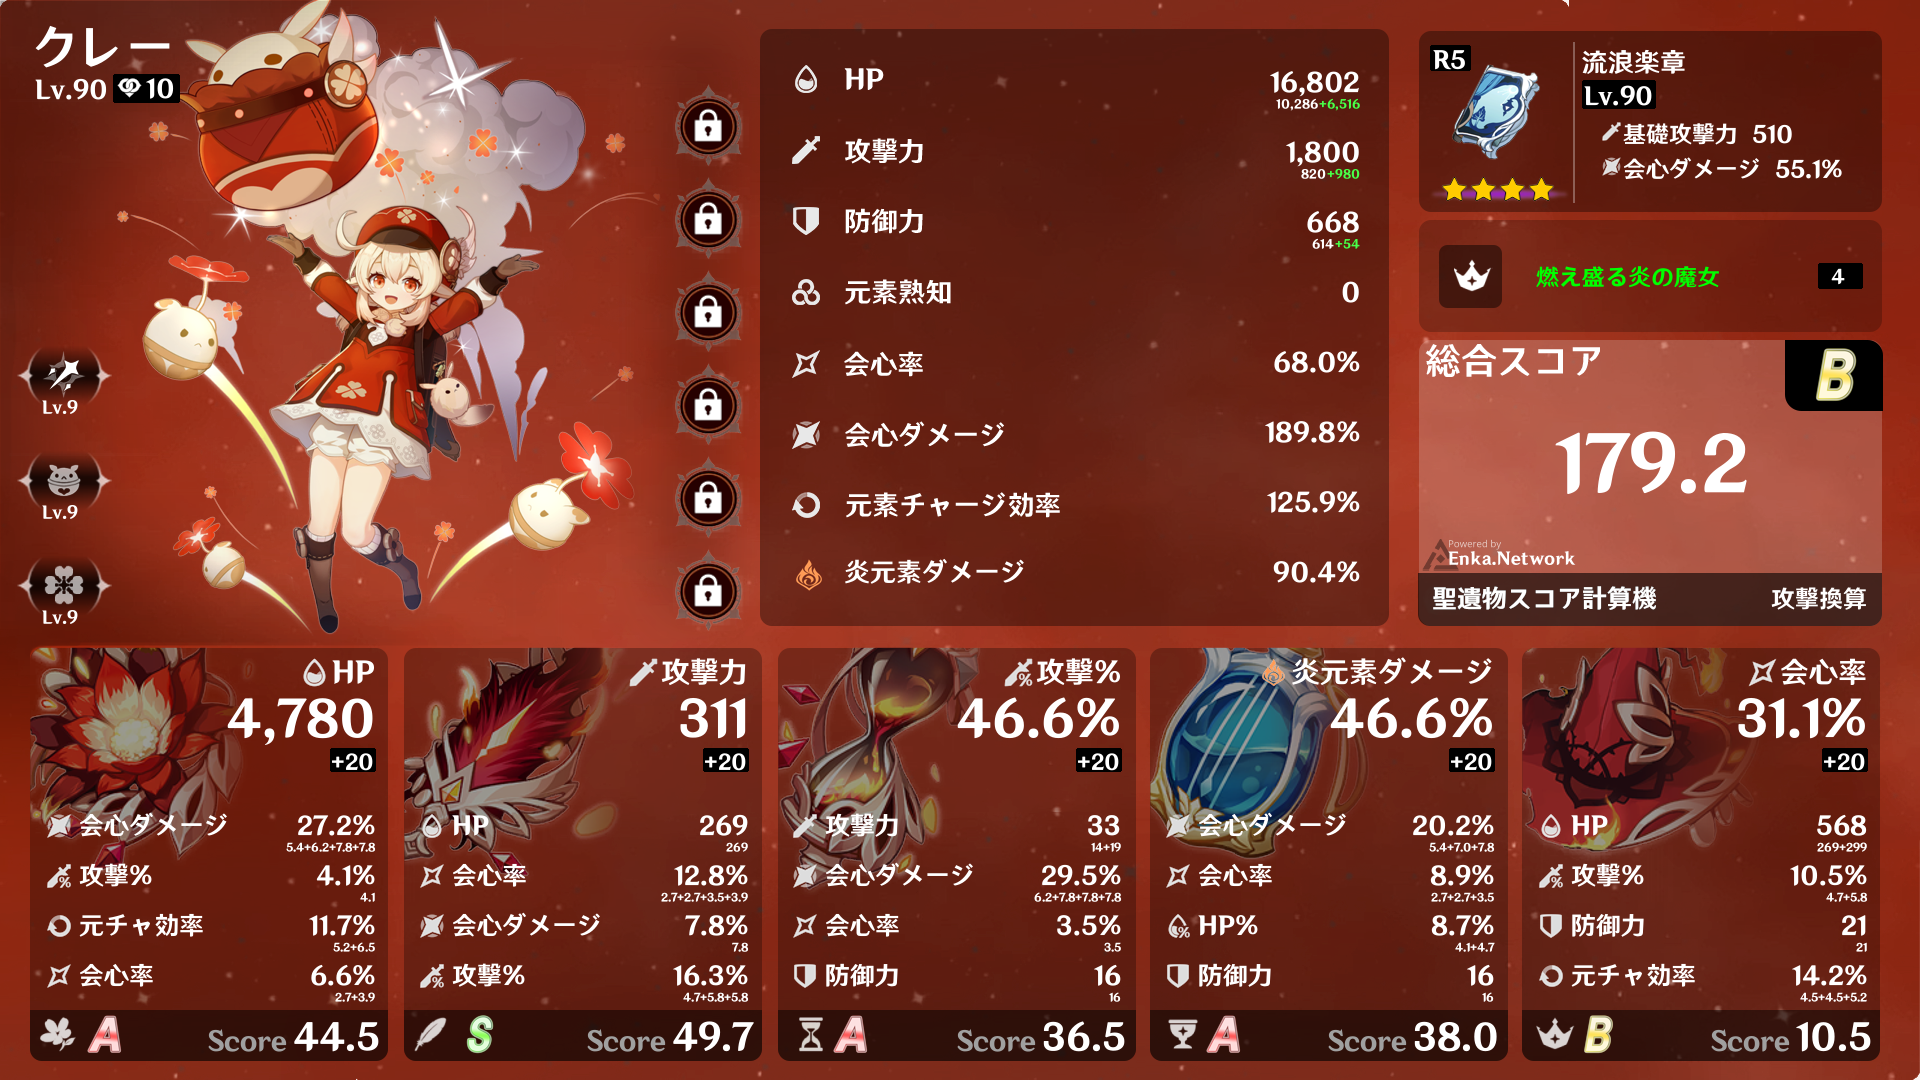 クレー
Lv.90 10
Lv.9
Lv.9
Lv.9
HP 16,802
10,286+6,516
攻撃力 1,800
820+980
防御力 668
614+54
元素熟知 0
会心率 68.0%
会心ダメージ 189.8%
元素チャージ効率 125.9%
炎元素ダメージ 90.4%
R5
流浪楽章
Lv.90
基礎攻撃力 510
会心ダメージ 55.1%
燃え盛る炎の魔女 4
総合スコア B
179.2
Powered by
Enka.Network
聖遺物スコア計算機 攻撃換算
HP
4,780
+20
会心ダメージ 27.2%
5.4+6.2+7.8+7.8
攻撃% 4.1%
4.1
元チャ効率 11.7%
5.2+6.5
会心率 6.6%
2.7+3.9
A Score 44.5
攻撃力
311
+20
HP 269
269
会心率 12.8%
2.7+2.7+3.5+3.9
会心ダメージ 7.8%
7.8
攻撃% 16.3%
4.7+5.8+5.8
S Score 49.7
攻撃%
46.6%
+20
攻撃力 33
14+19
会心ダメージ 29.5%
6.2+7.8+7.8+7.8
会心率 3.5%
3.5
防御力 16
16
A Score 36.5
炎元素ダメージ
46.6%
+20
会心ダメージ 20.2%
5.4+7.0+7.8
会心率 8.9%
2.7+2.7+3.5
HP% 8.7%
4.1+4.7
防御力 16
16
A Score 38.0
会心率
31.1%
+20
HP 568
269+299
攻撃% 10.5%
4.7+5.8
防御力 21
21
元チャ効率 14.2%
4.5+4.5+5.2
B Score 10.5